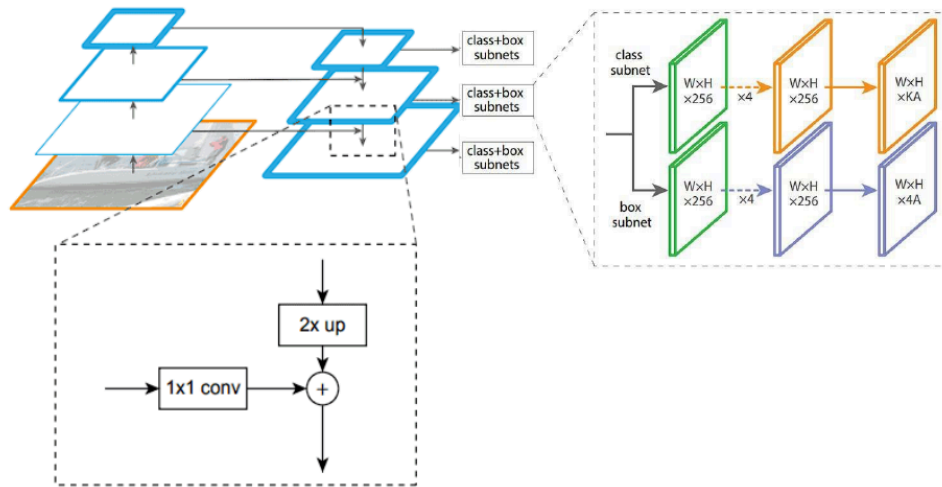 class+box
subnets
class+box
subnets
class+box
subnets
class
subnet
W×H
×256
×4
W×H
×256
W×H
×KA
box
subnet
W×H
×256
×4
W×H
×256
W×H
×4A
2x up
1x1 conv
+